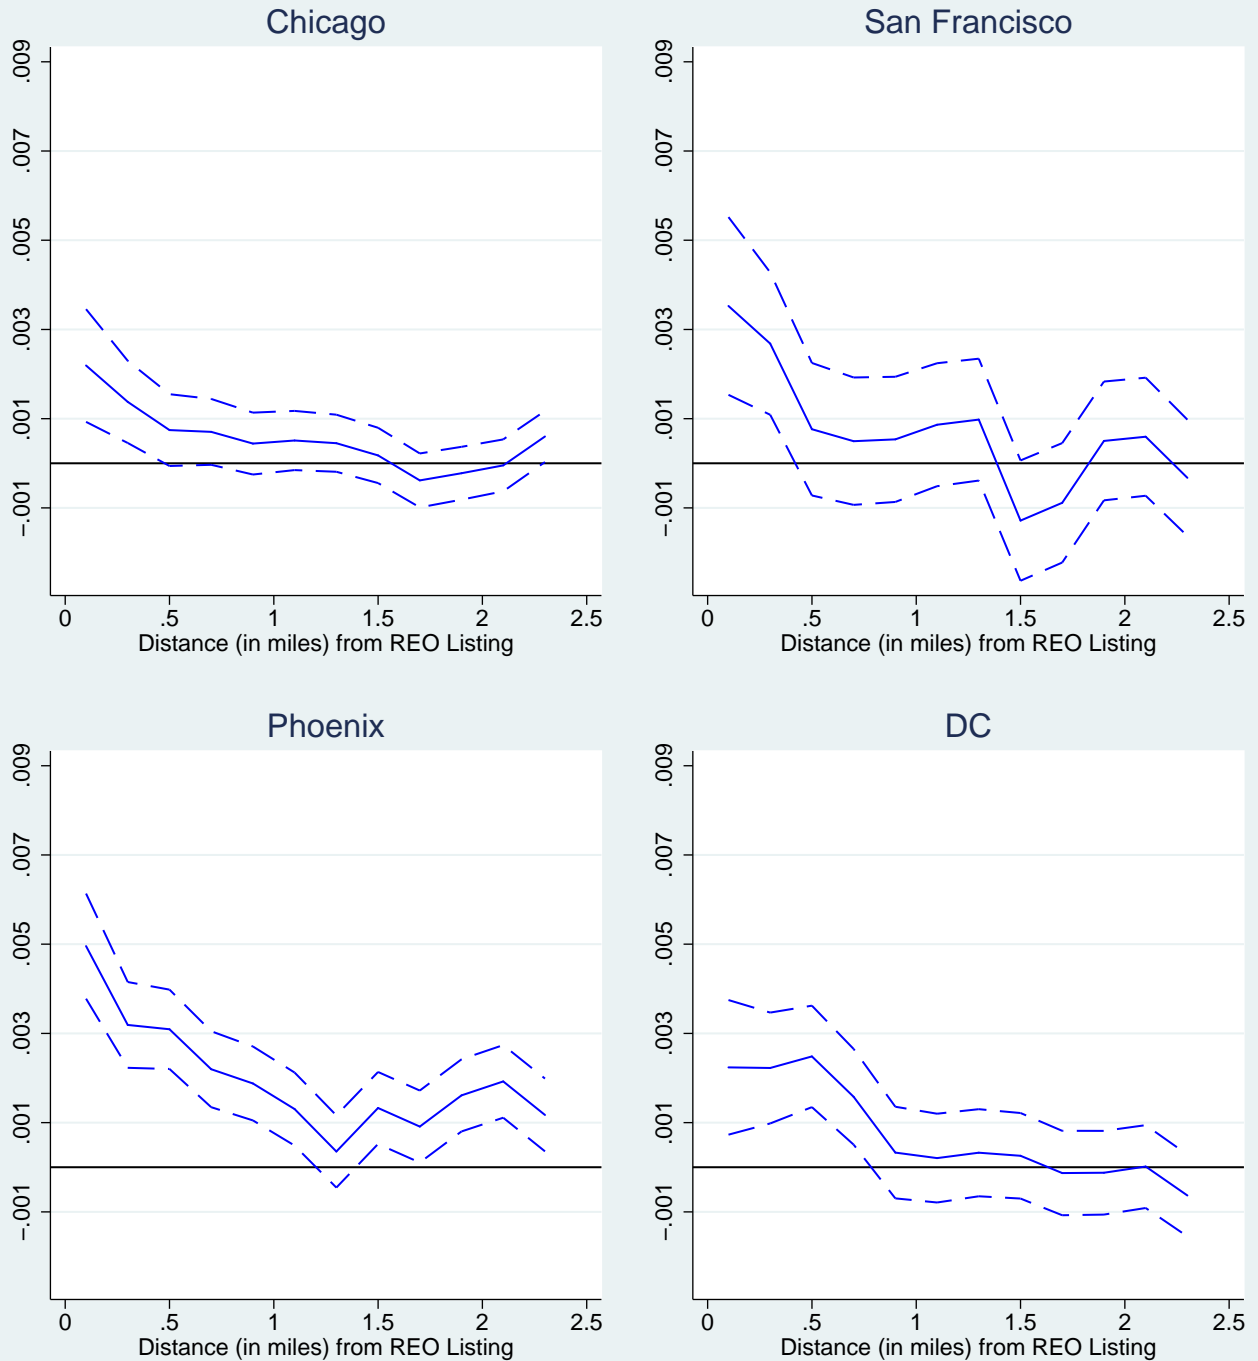 Chicago
.009
.007
.005
.003
.001
−.001
0 .5 1 1.5 2 2.5
Distance (in miles) from REO Listing
San Francisco
.009
.007
.005
.003
.001
−.001
0 .5 1 1.5 2 2.5
Distance (in miles) from REO Listing
Phoenix
.009
.007
.005
.003
.001
−.001
0 .5 1 1.5 2 2.5
Distance (in miles) from REO Listing
DC
.009
.007
.005
.003
.001
−.001
0 .5 1 1.5 2 2.5
Distance (in miles) from REO Listing